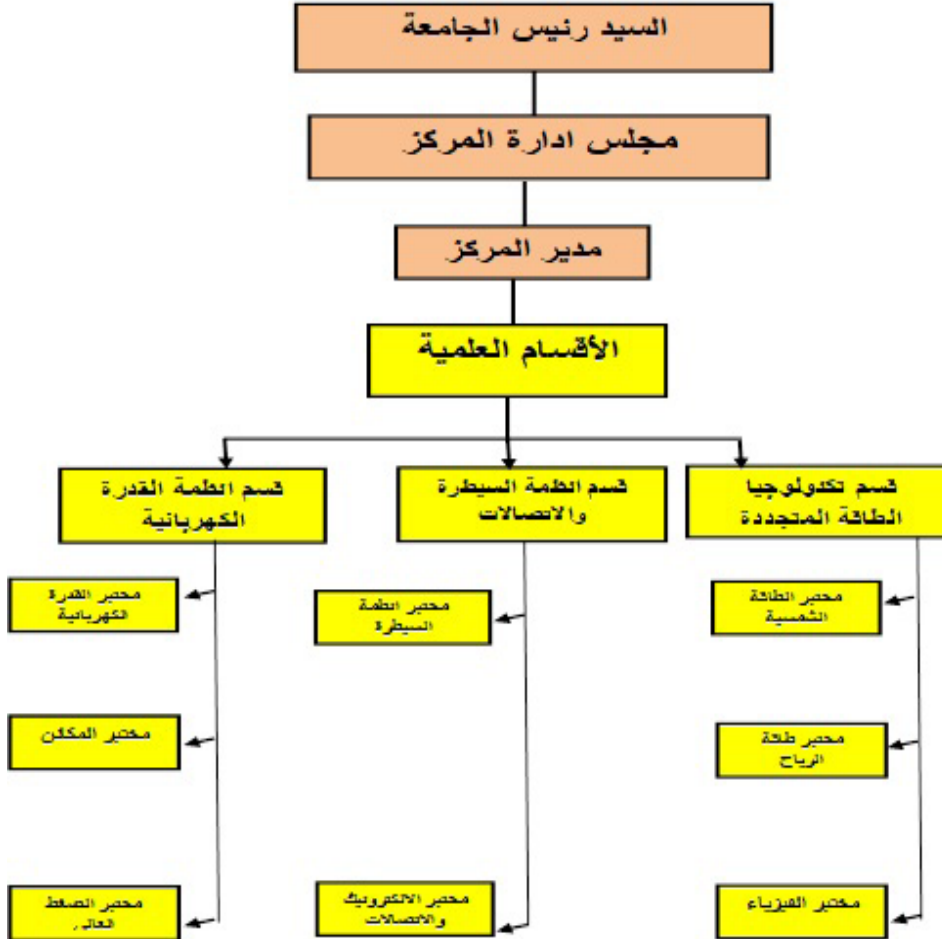 السيد رئيس الجامعة
مجلس ادارة المركز
مدير المركز
الأقسام العلمية
قسم تكنولوجيا
الطاقة المتجددة
قسم انظمة السيطرة
والاتصالات
قسم انظمة القدرة
الكهربائية
مختبر الطاقة
الشمسية
مختبر طاقة
الرياح
مختبر الفيزياء
مختبر انظمة
السيطرة
مختبر الالكترونيك
والاتصالات
مختبر القدرة
الكهربائية
مختبر المكائن
مختبر الضغط
العالي